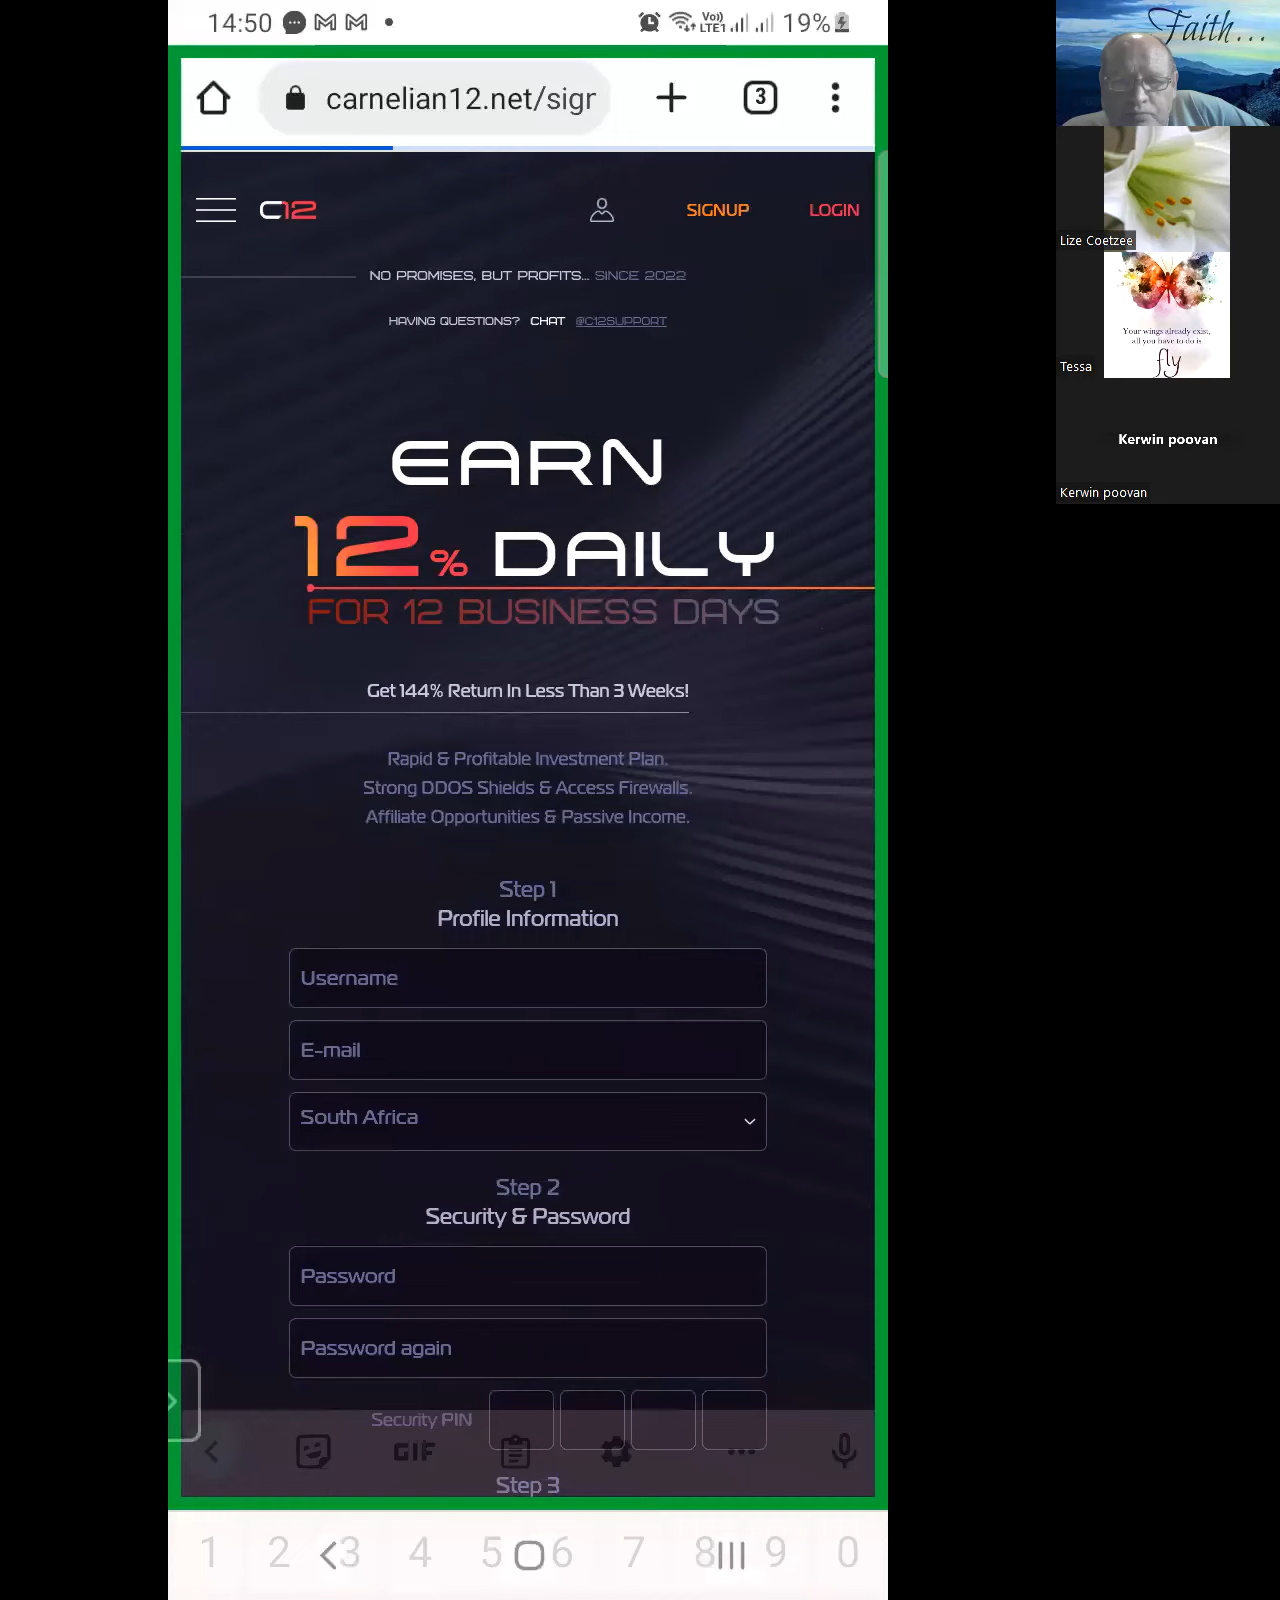 14:50
Vo)) LTE1
19%
carnelian12.net/sigr
3
C12
SIGNUP
LOGIN
NO PROMISES, BUT PROFITS... SINCE 2022
HAVING QUESTIONS? CHAT @C12SUPPORT
EARN
12% DAILY
FOR 12 BUSINESS DAYS
Get 144% Return In Less Than 3 Weeks!
Rapid & Profitable Investment Plan.
Strong DDOS Shields & Access Firewalls.
Affiliate Opportunities & Passive Income.
Step 1
Profile Information
Username
E-mail
South Africa
Step 2
Security & Password
Password
Password again
Security PIN
GIF
Step 3
1 2 3 4 5 6 7 8 9 0
Faith...
Lize Coetzee
Your wings already exist,
all you have to do is
fly
Tessa
Kerwin poovan
Kerwin poovan